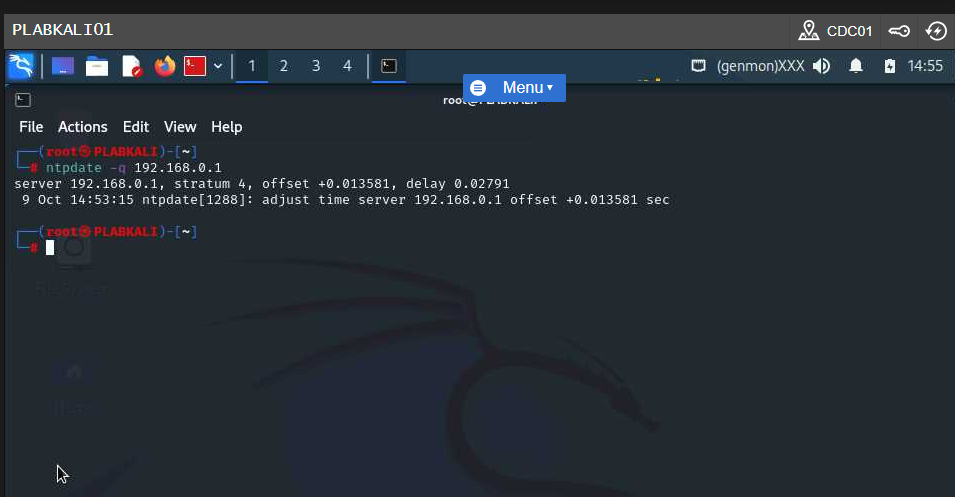 PLABKALI01
CDC01
1 2 3 4
(genmon)XXX
14:55
Menu
File Actions Edit View Help
┌──(root㉿PLABKALI)-[~]
└─# ntpdate -q 192.168.0.1
server 192.168.0.1, stratum 4, offset +0.013581, delay 0.02791
 9 Oct 14:53:15 ntpdate[1288]: adjust time server 192.168.0.1 offset +0.013581 sec
┌──(root㉿PLABKALI)-[~]
└─#